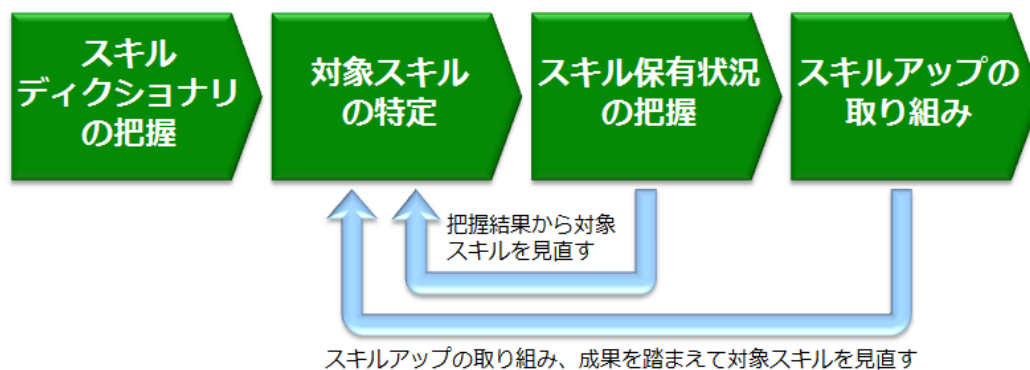 スキル
ディクショナリ
の把握
対象スキル
の特定
スキル保有状況
の把握
スキルアップの
取り組み
把握結果から対象
スキルを見直す
スキルアップの取り組み、成果を踏まえて対象スキルを見直す